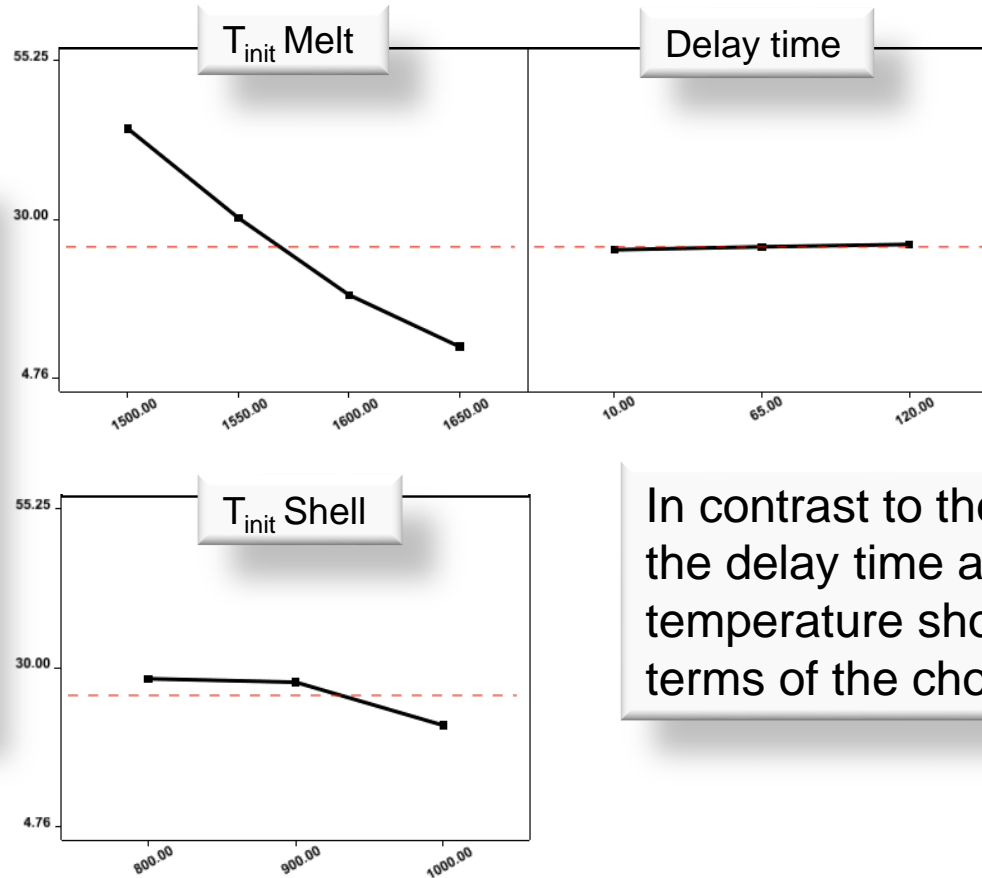 T_init Melt
Delay time
55.25
30.00
4.76
1500.00 1550.00 1600.00 1650.00
10.00 65.00 120.00
T_init Shell
55.25
30.00
4.76
800.00 900.00 1000.00
In contrast to the
the delay time a
temperature sho
terms of the cho